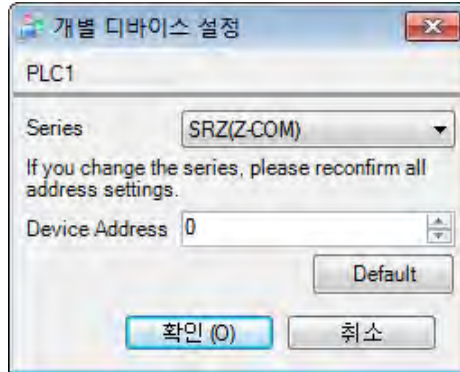 개별 디바이스 설정
PLC1
Series SRZ(Z-COM)
If you change the series, please reconfirm all
address settings.
Device Address 0
Default
확인 (O) 취소